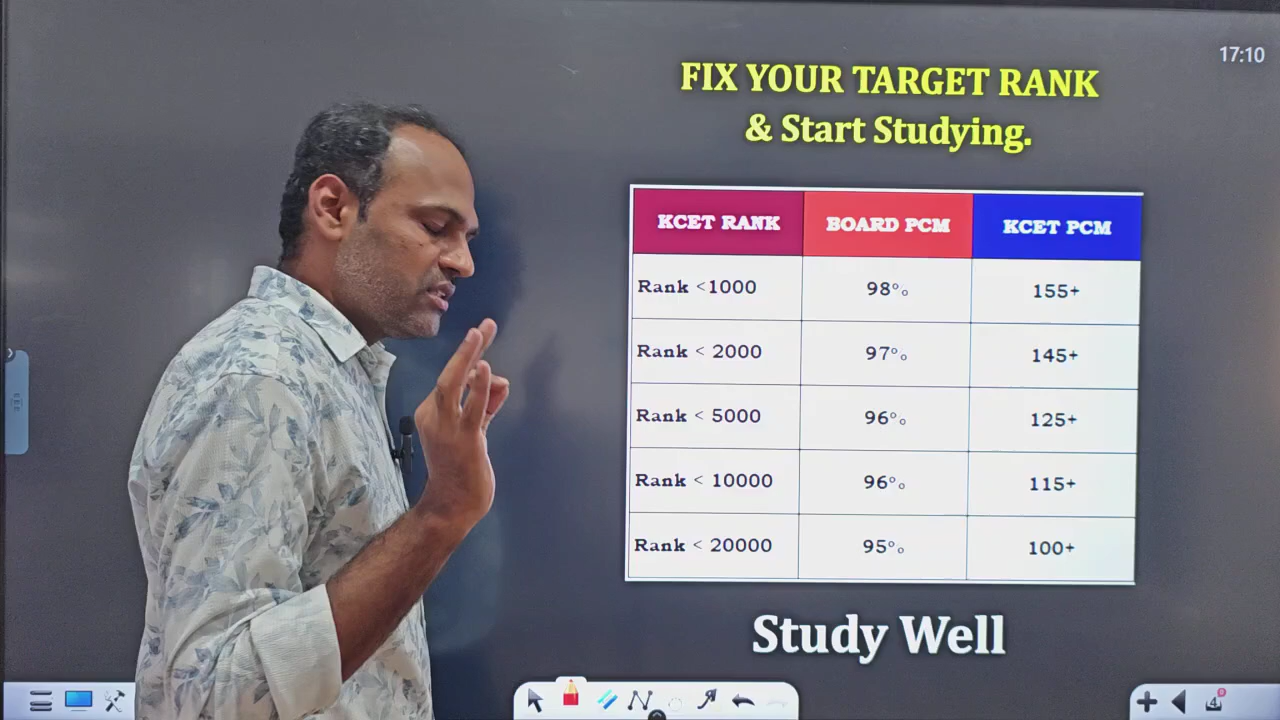 17:10
FIX YOUR TARGET RANK
& Start Studying.
KCET RANK BOARD PCM KCET PCM
Rank <1000 98% 155+
Rank < 2000 97% 145+
Rank < 5000 96% 125+
Rank < 10000 96% 115+
Rank < 20000 95% 100+
Study Well
4